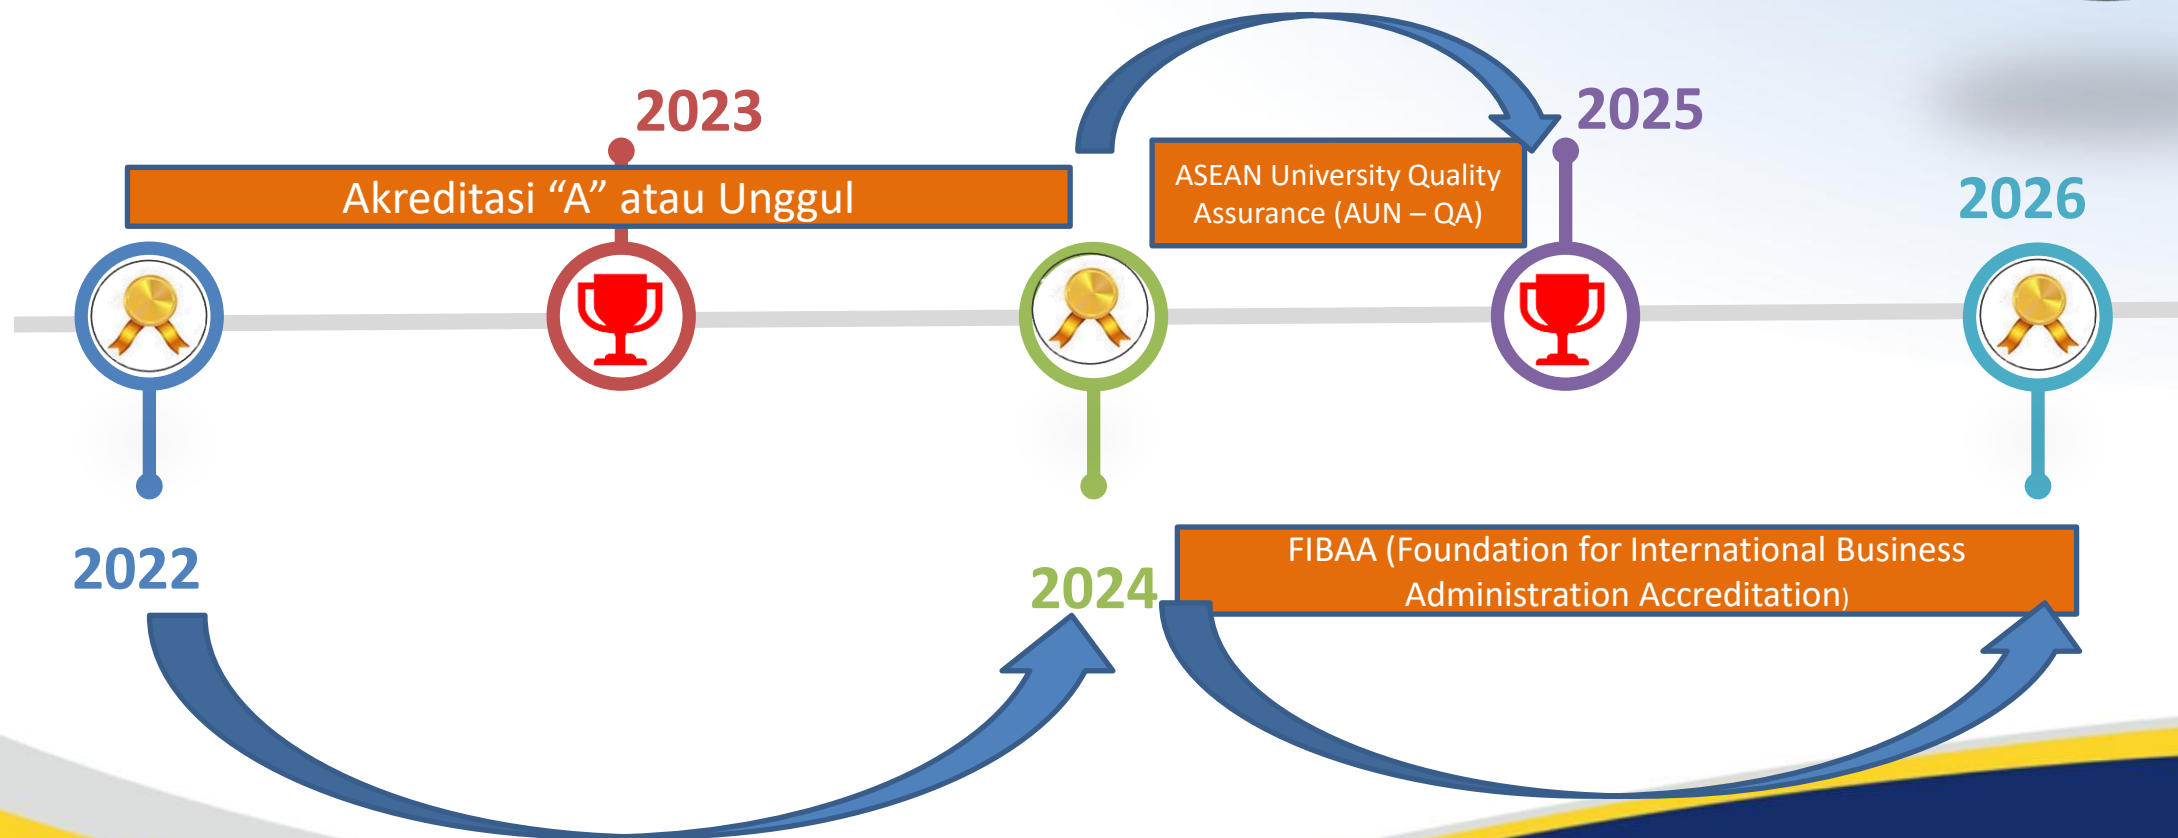 2023
2025
Akreditasi “A” atau Unggul
ASEAN University Quality
Assurance (AUN – QA)
2026
2022
2024
FIBAA (Foundation for International Business
Administration Accreditation)